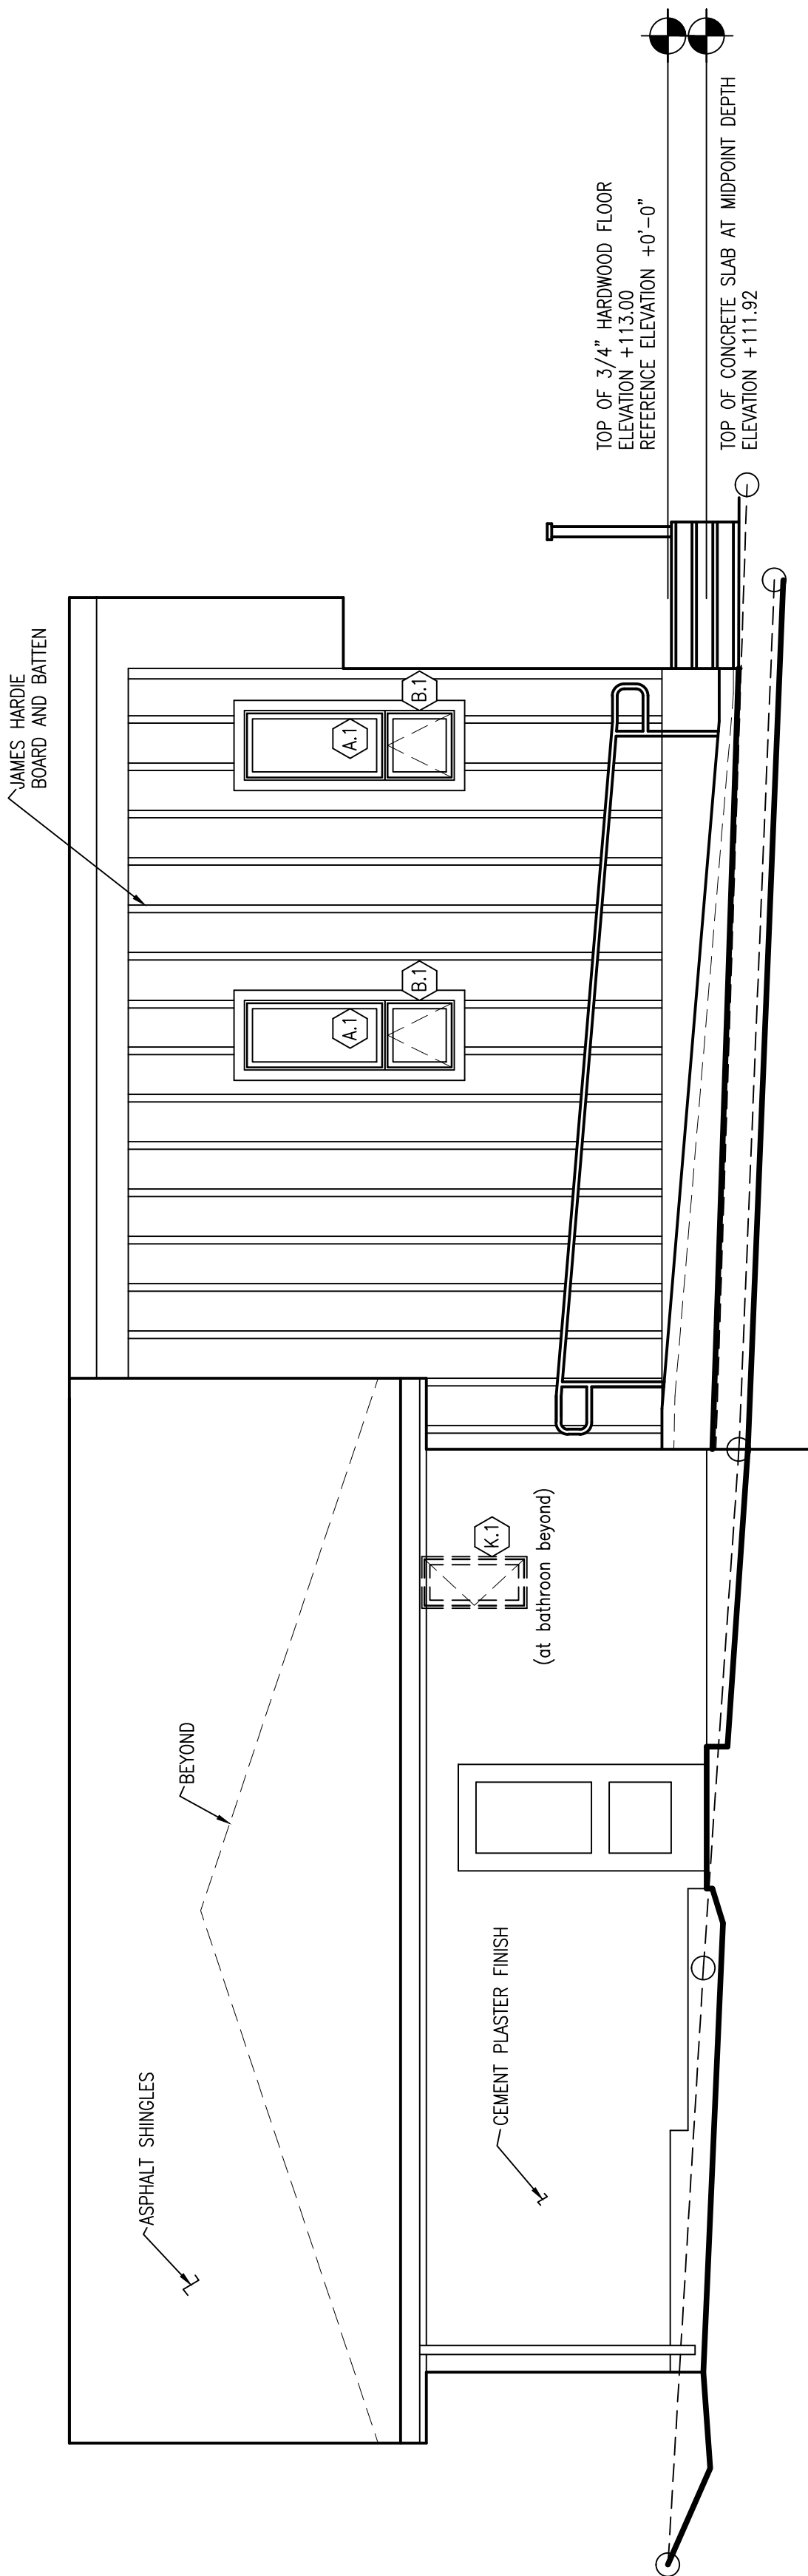 JAMES HARDIE
BOARD AND BATTEN
ASPHALT SHINGLES
BEYOND
A.1
B.1
A.1
B.1
K.1
(at bathroon beyond)
CEMENT PLASTER FINISH
TOP OF 3/4" HARDWOOD FLOOR
ELEVATION +113.00
REFERENCE ELEVATION +0'-0"
TOP OF CONCRETE SLAB AT MIDPOINT DEPTH
ELEVATION +111.92